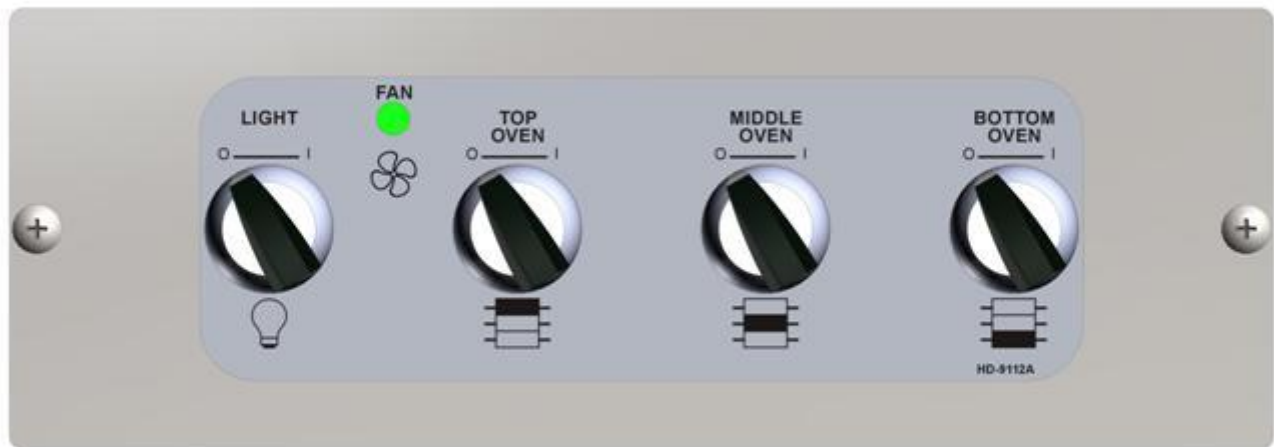 FAN
LIGHT
O I
TOP
OVEN
O I
MIDDLE
OVEN
O I
BOTTOM
OVEN
O I
HD-9112A